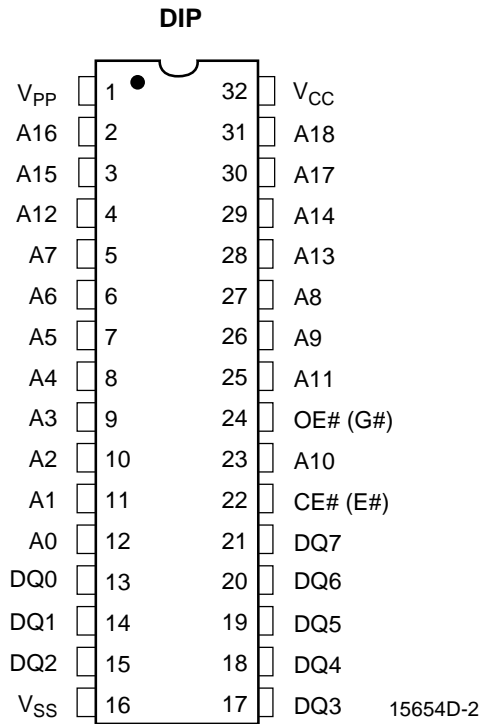 DIP
VPP 1 32 VCC
A16 2 31 A18
A15 3 30 A17
A12 4 29 A14
A7 5 28 A13
A6 6 27 A8
A5 7 26 A9
A4 8 25 A11
A3 9 24 OE# (G#)
A2 10 23 A10
A1 11 22 CE# (E#)
A0 12 21 DQ7
DQ0 13 20 DQ6
DQ1 14 19 DQ5
DQ2 15 18 DQ4
VSS 16 17 DQ3 15654D-2